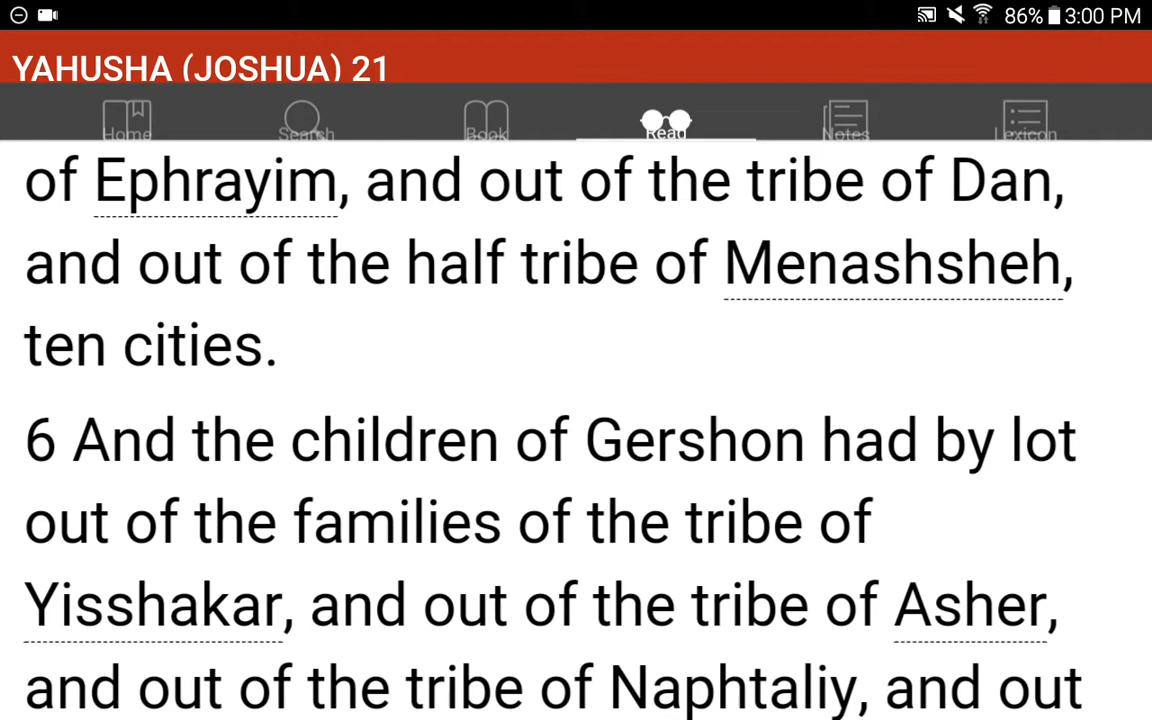 86% 3:00 PM
YAHUSHA (JOSHUA) 21
Home Search Book Read Notes Lexicon
of Ephrayim, and out of the tribe of Dan,
and out of the half tribe of Menashsheh,
ten cities.
6 And the children of Gershon had by lot
out of the families of the tribe of
Yisshakar, and out of the tribe of Asher,
and out of the tribe of Naphtaliy, and out